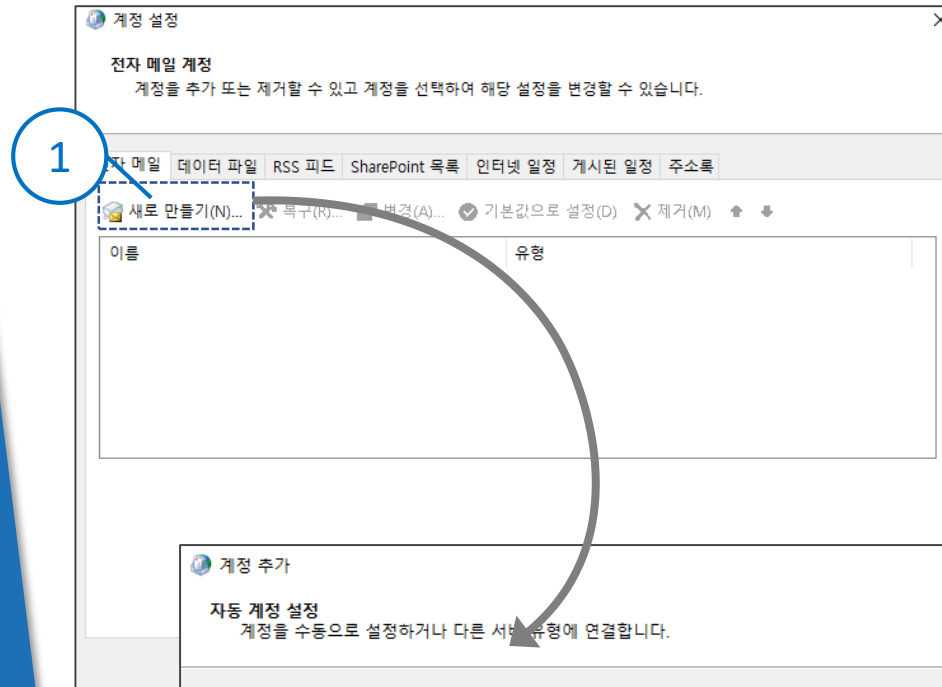 계정 설정
전자 메일 계정
계정을 추가 또는 제거할 수 있고 계정을 선택하여 해당 설정을 변경할 수 있습니다.
1
메일 데이터 파일 RSS 피드 SharePoint 목록 인터넷 일정 게시된 일정 주소록
새로 만들기(N)... 복구(R)... 변경(A)... 기본값으로 설정(D) 제거(M)
이름 유형
계정 추가
자동 계정 설정
계정을 수동으로 설정하거나 다른 서버 유형에 연결합니다.